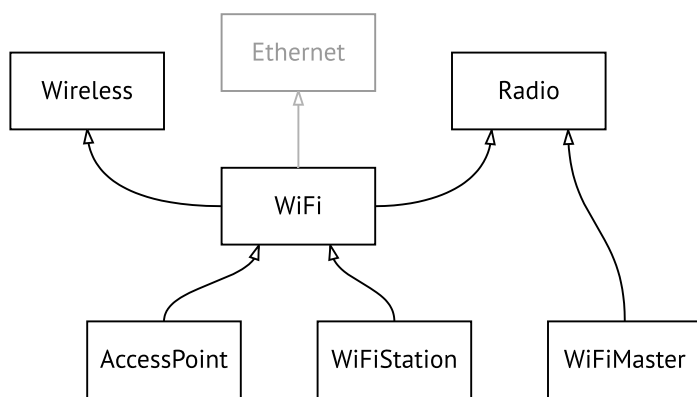 Ethernet
Wireless
Radio
WiFi
AccessPoint
WiFiStation
WiFiMaster